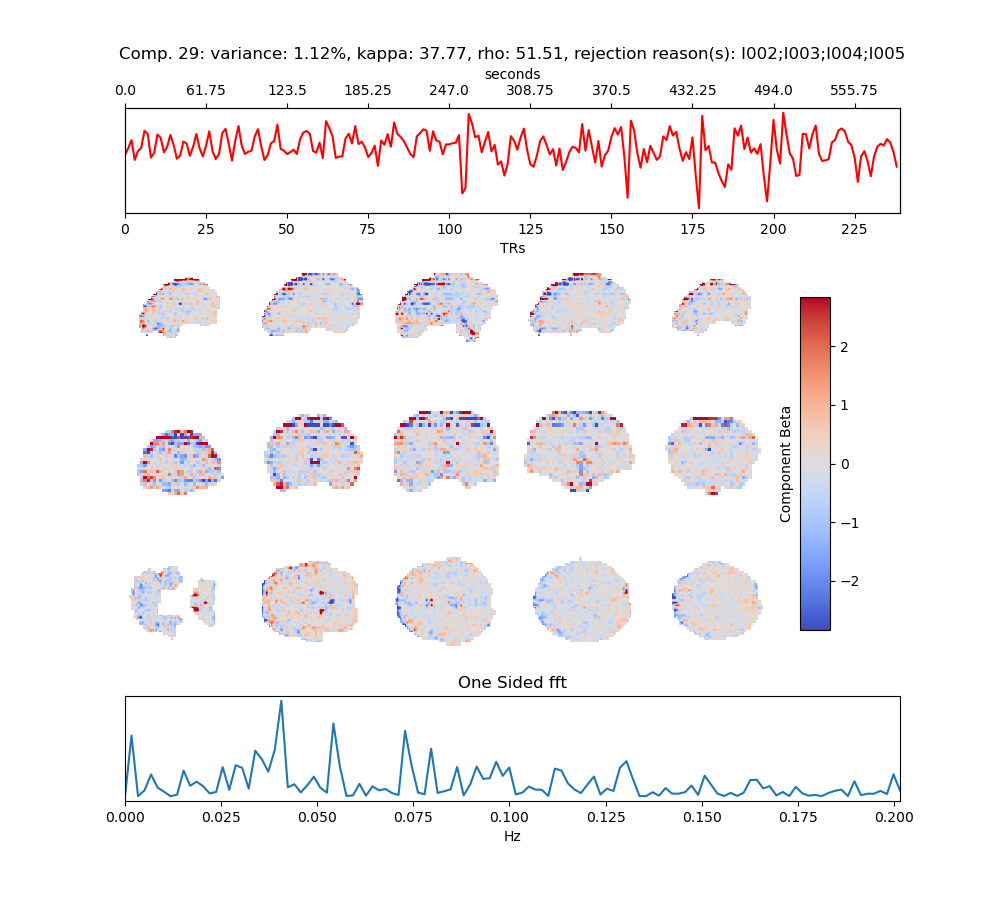 Comp. 29: variance: 1.12%, kappa: 37.77, rho: 51.51, rejection reason(s): I002;I003;I004;I005
seconds
0.0 61.75 123.5 185.25 247.0 308.75 370.5 432.25 494.0 555.75
0 25 50 75 100 125 150 175 200 225
TRs
2
1
0
−1
−2
Component Beta
One Sided fft
0.000 0.025 0.050 0.075 0.100 0.125 0.150 0.175 0.200
Hz